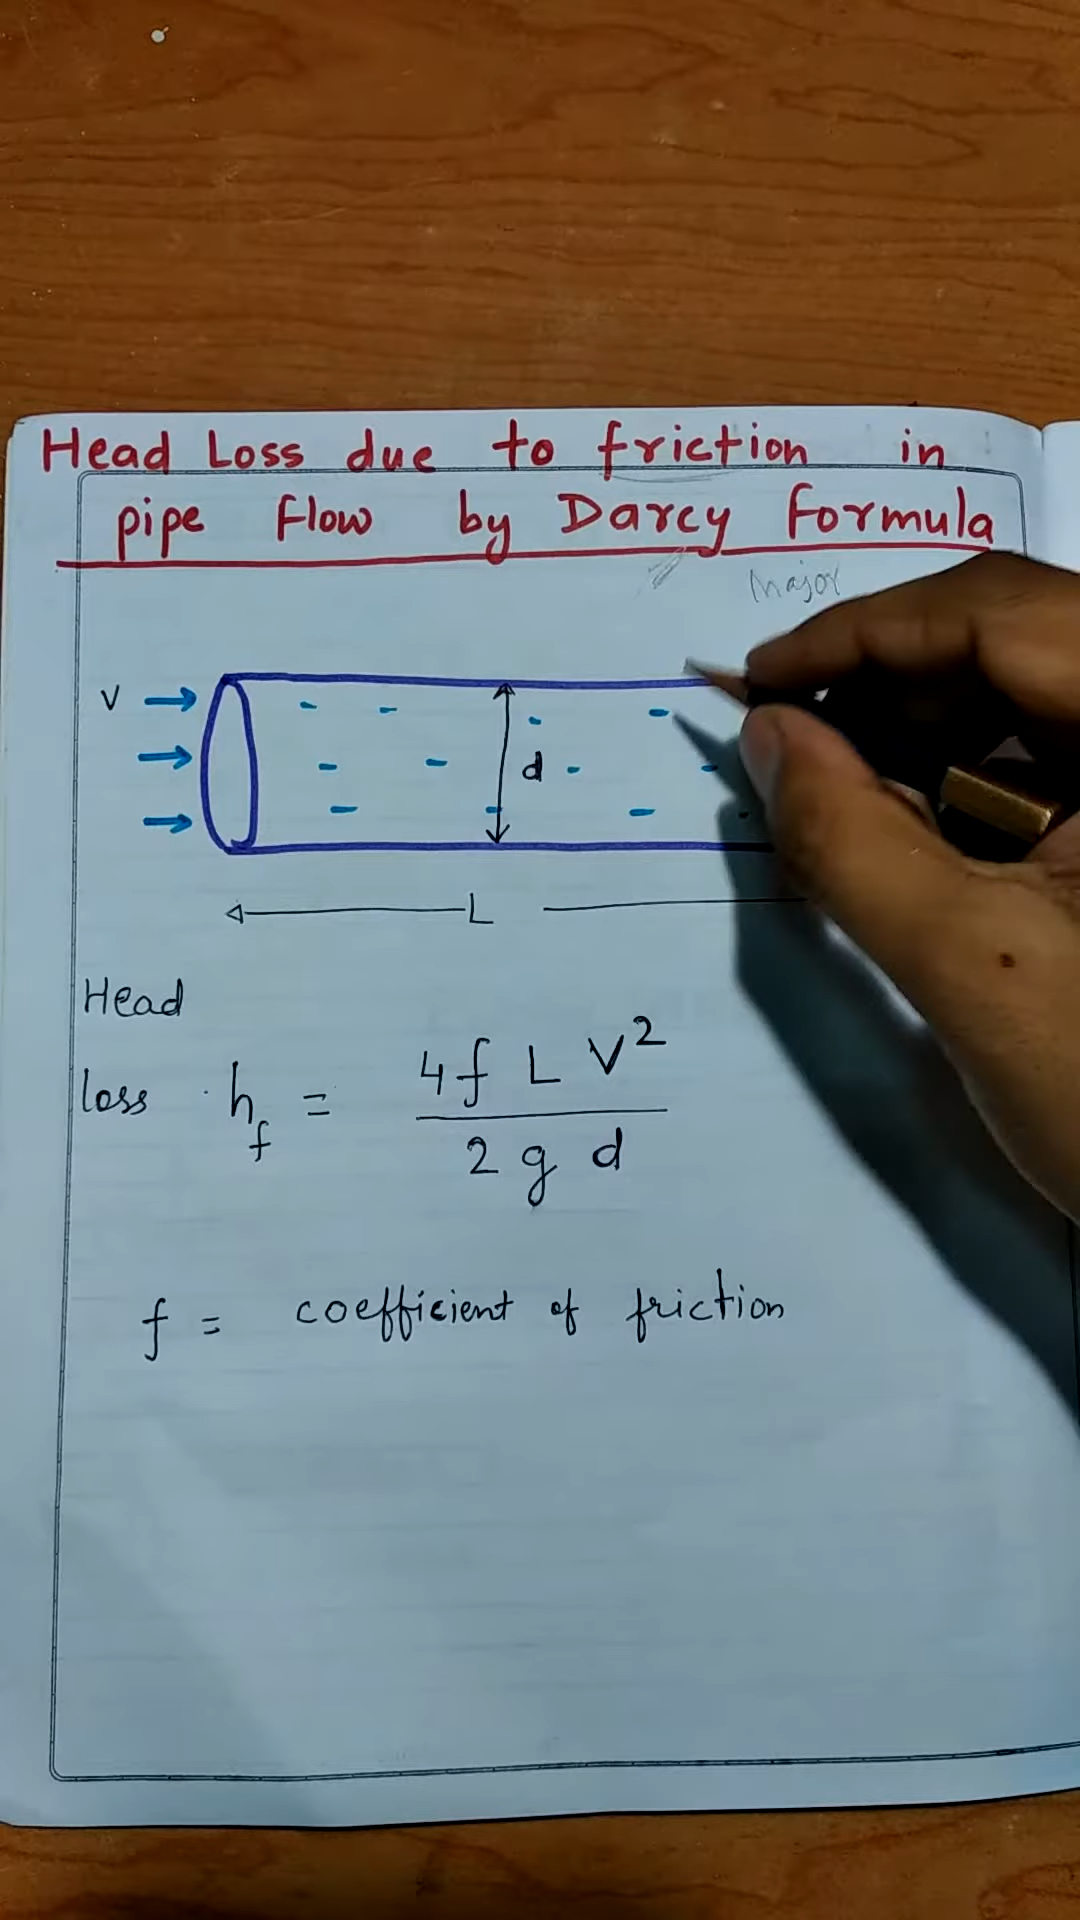 Head Loss due to friction in
pipe flow by Darcy formula
Major
V
d
L
Head
loss h_f = 4f L V² / 2 g d
f = coefficient of friction